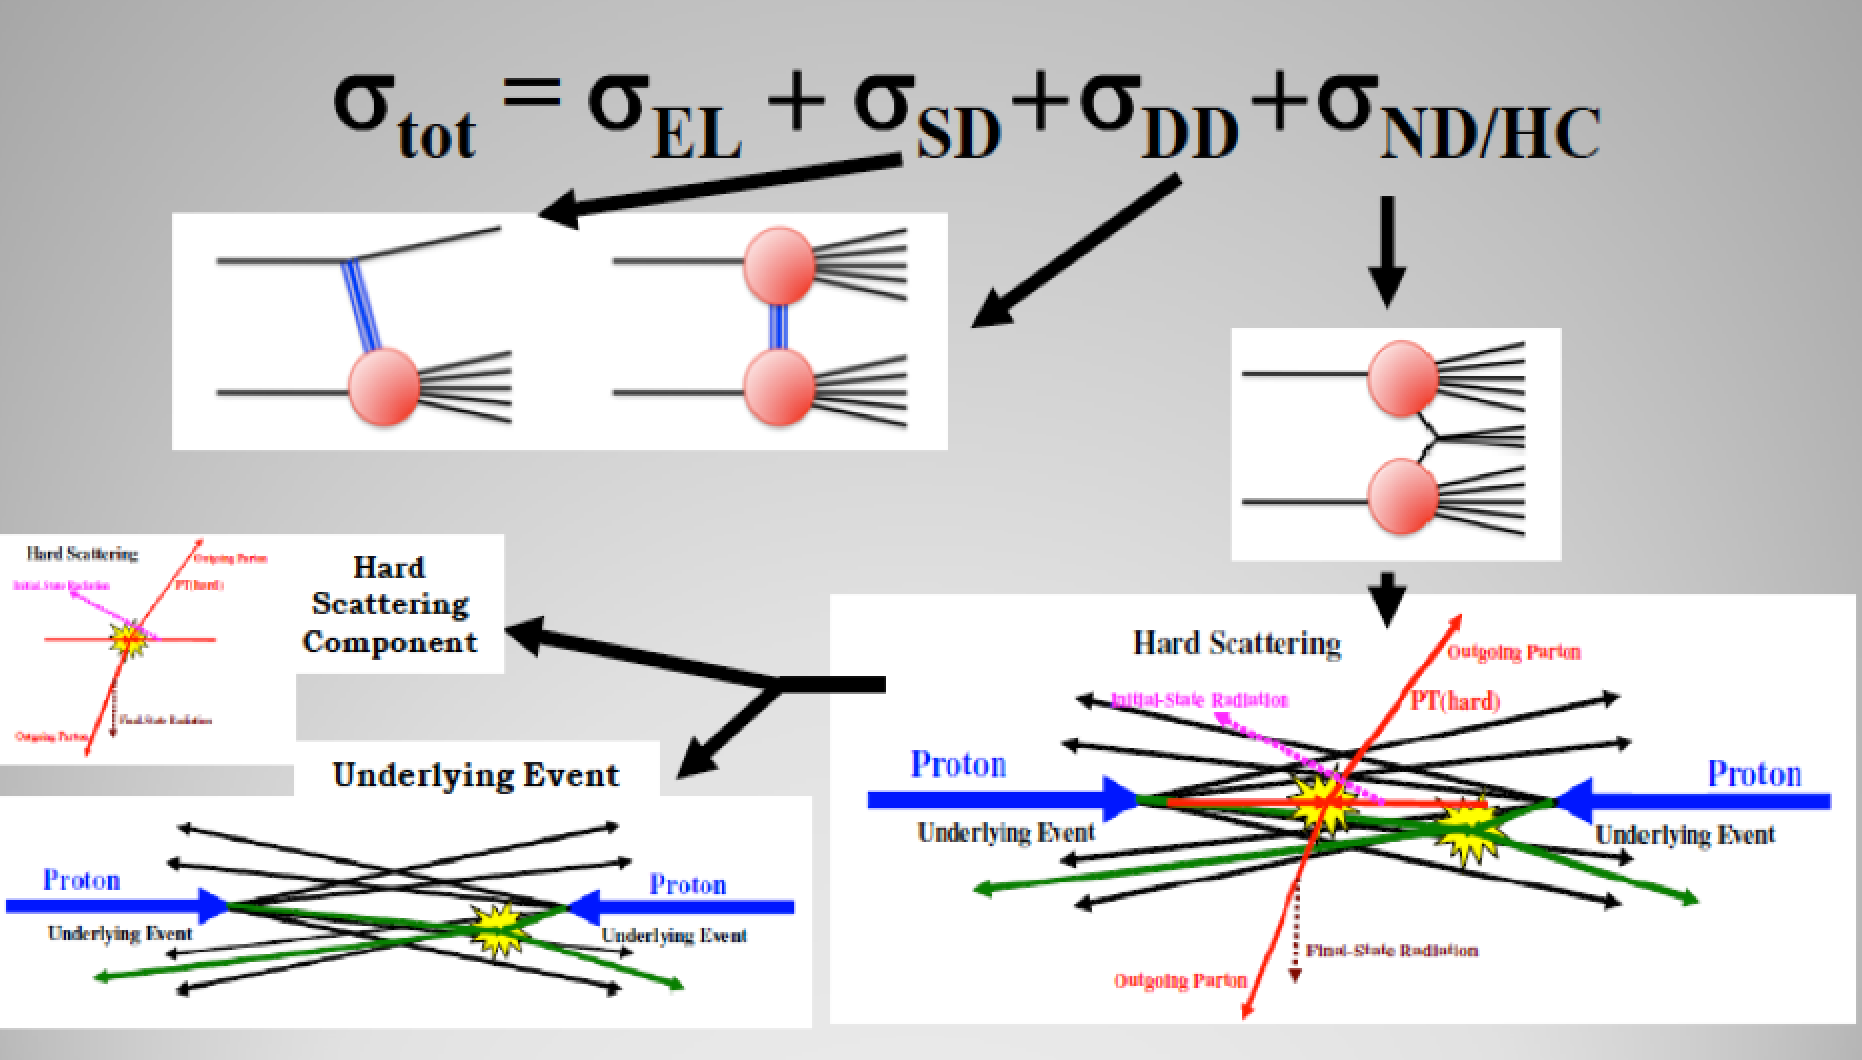 σtot = σEL + σSD +σDD +σND/HC
Hard Scattering
Outgoing Parton
Initial-State Radiation
PT(hard)
Final-State Radiation
Outgoing Parton
Hard
Scattering
Component
Underlying Event
Proton
Proton
Underlying Event
Underlying Event
Hard Scattering
Outgoing Parton
Initial-State Radiation
PT(hard)
Proton
Proton
Underlying Event
Underlying Event
Final-State Radiation
Outgoing Parton